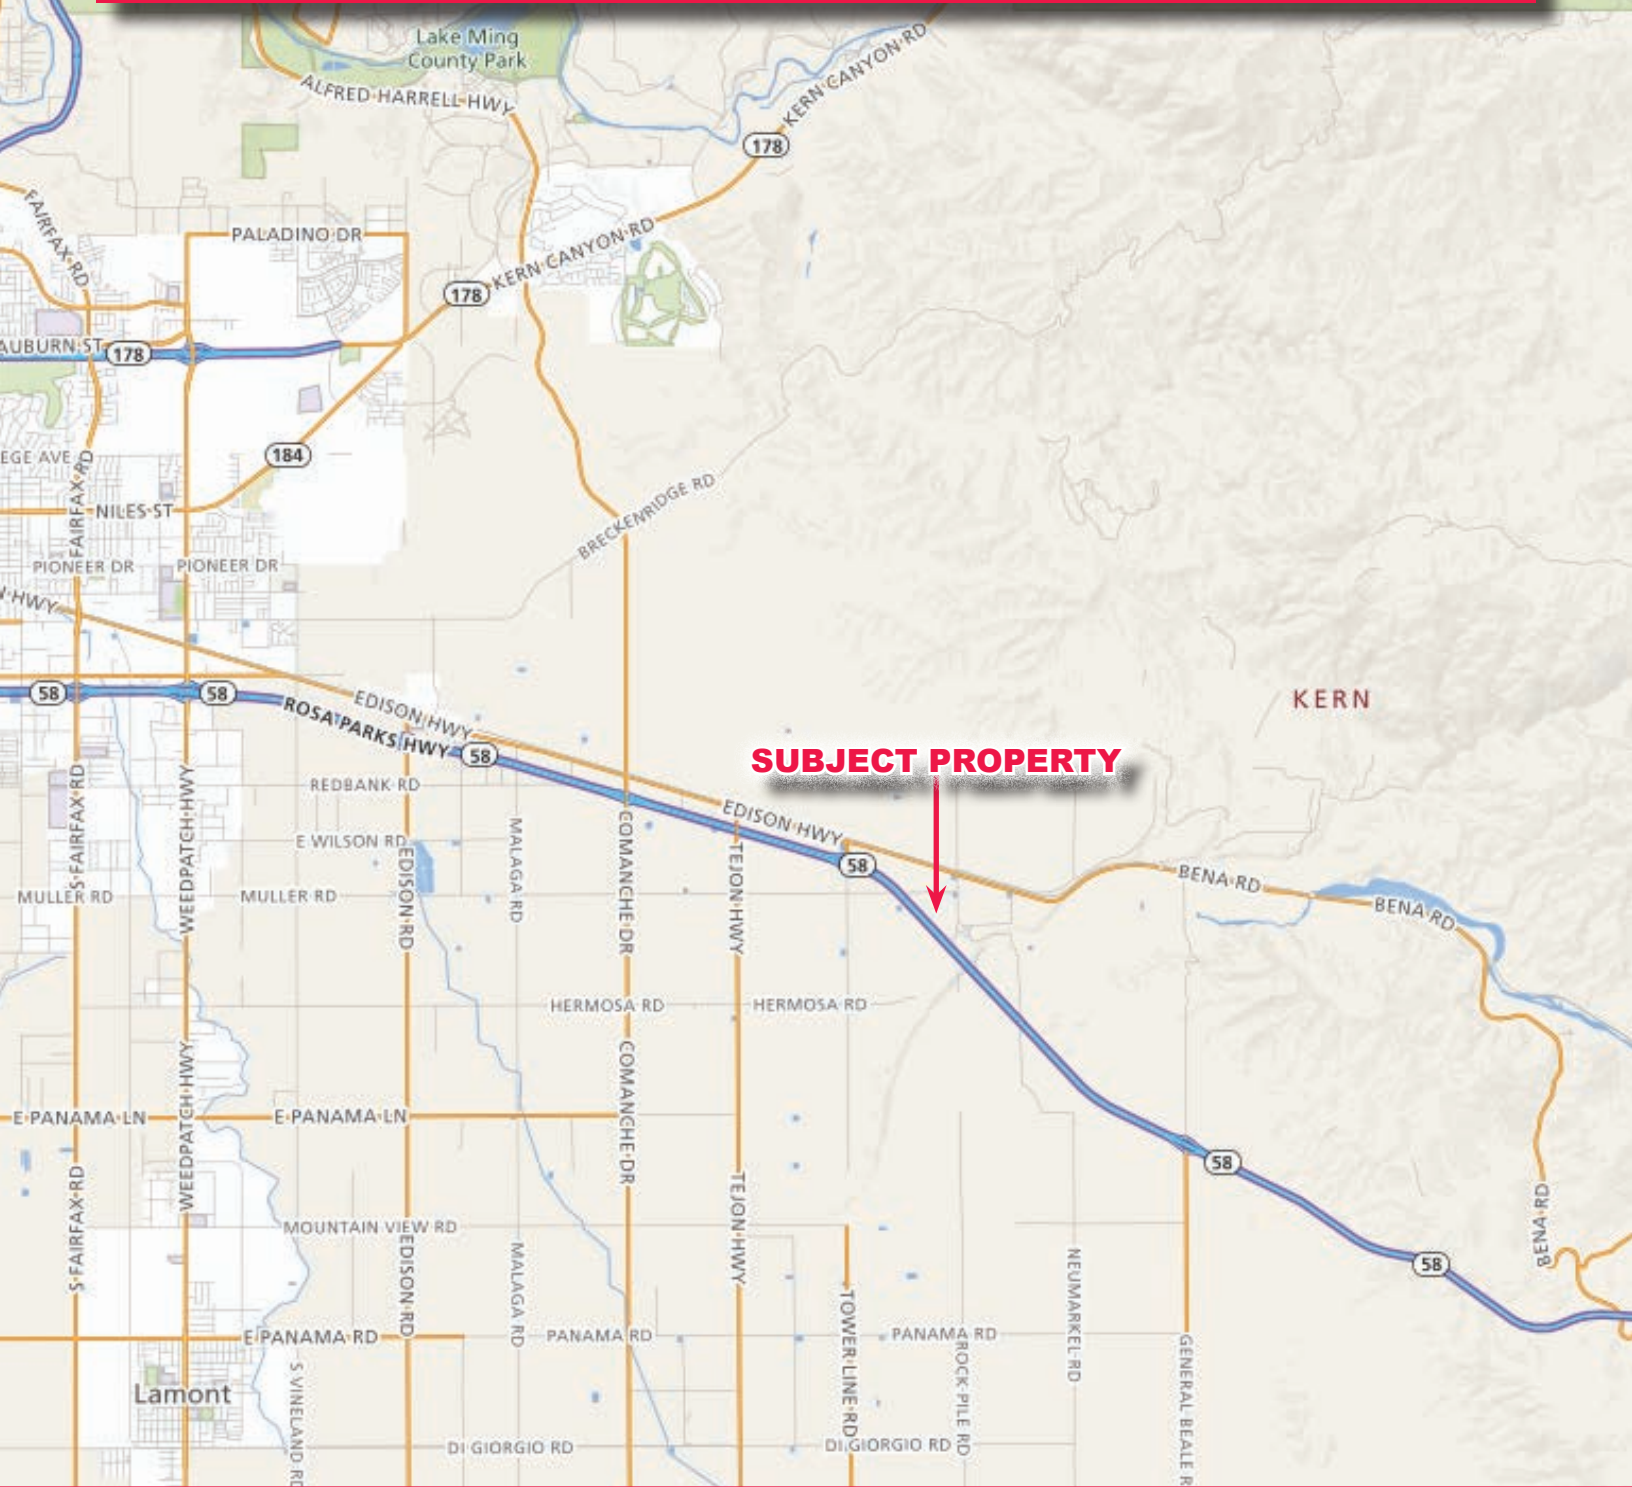 Lake Ming
County Park
ALFRED HARRELL HWY
KERN CANYON RD
178
FAIRFAX RD
PALADINO DR
KERN CANYON RD
178
AUBURN ST
178
184
EGE AVE
FAIRFAX RD
NILES ST
BRECKENRIDGE RD
PIONEER DR
PIONEER DR
N HWY
58
58
EDISON HWY
ROSA PARKS HWY
58
KERN
SUBJECT PROPERTY
REDBANK RD
EDISON HWY
E WILSON RD
58
S FAIRFAX RD
WEEDPATCH HWY
EDISON RD
MALAGA RD
COMANCHE DR
TEJON HWY
BENA RD
BENA RD
MULLER RD
MULLER RD
HERMOSA RD
HERMOSA RD
WEEDPATCH HWY
COMANCHE DR
E PANAMA LN
E PANAMA LN
58
S FAIRFAX RD
TEJON HWY
BENA RD
MOUNTAIN VIEW RD
EDISON RD
MALAGA RD
NEUMARKEL RD
58
TOWER LINE RD
E PANAMA RD
PANAMA RD
PANAMA RD
ROCK PILE RD
GENERAL BEALE R
S VINELAND RD
Lamont
DI GIORGIO RD
DI GIORGIO RD